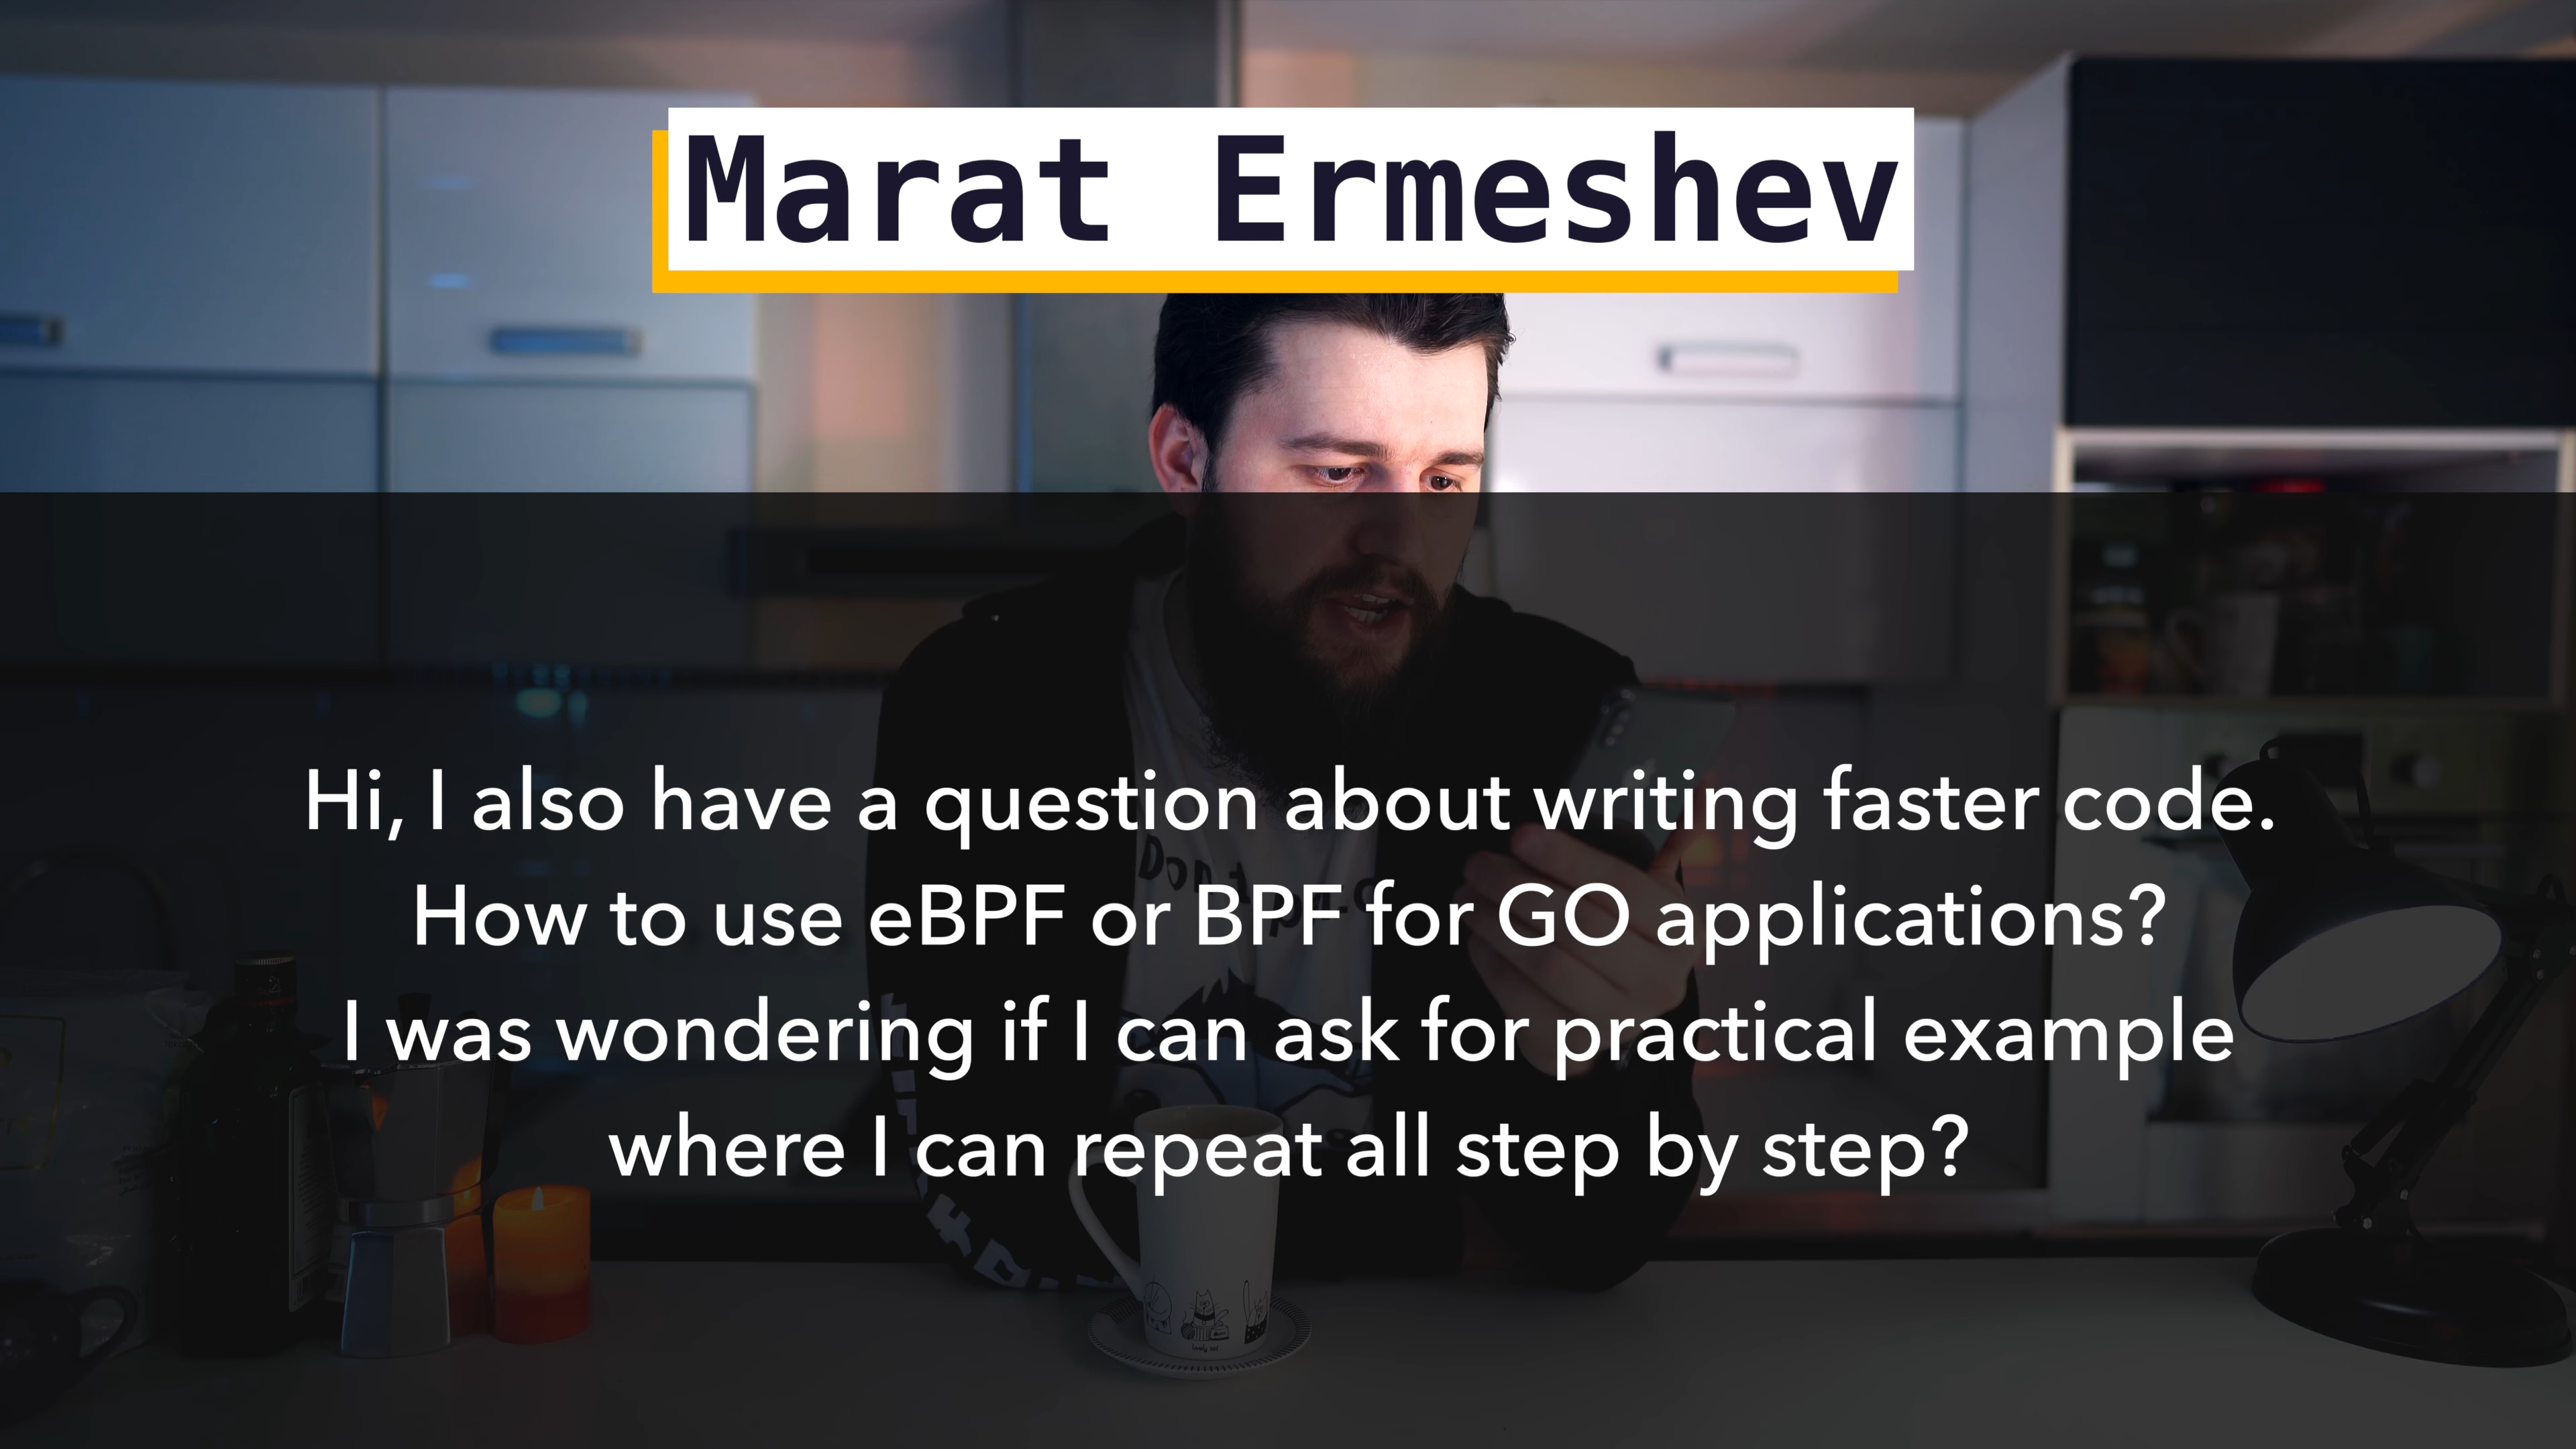 Marat Ermeshev
Hi, I also have a question about writing faster code.
How to use eBPF or BPF for GO applications?
I was wondering if I can ask for practical example
where I can repeat all step by step?